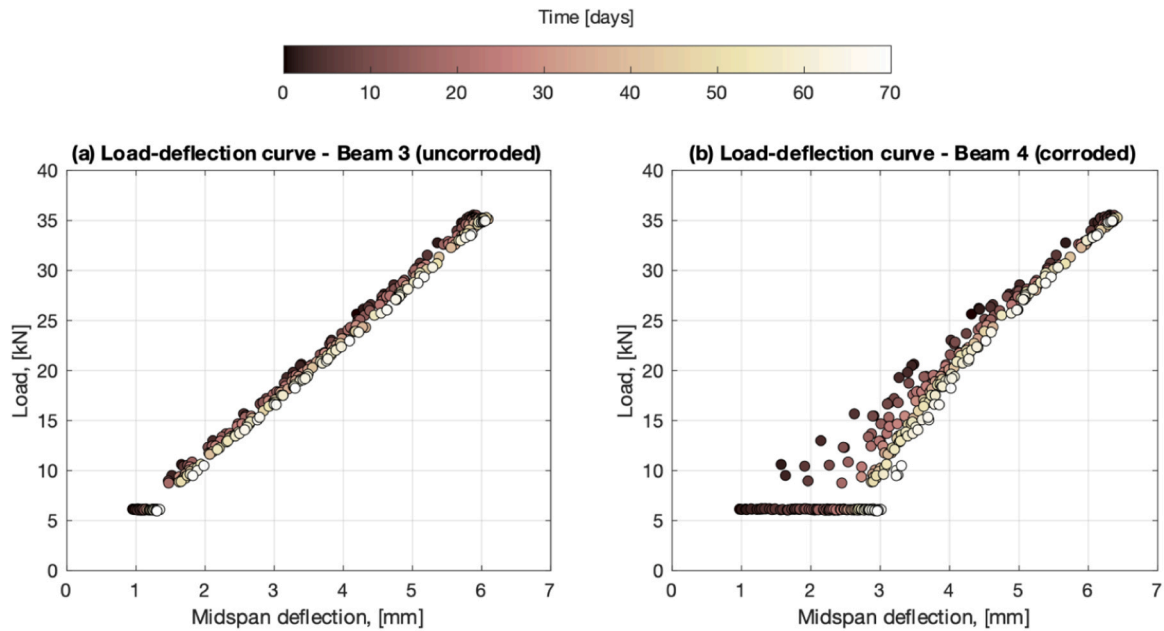 Time [days]
0 10 20 30 40 50 60 70
(a) Load-deflection curve - Beam 3 (uncorroded)
40
35
30
25
20
15
10
5
0
Load, [kN]
0 1 2 3 4 5 6 7
Midspan deflection, [mm]
(b) Load-deflection curve - Beam 4 (corroded)
40
35
30
25
20
15
10
5
0
Load, [kN]
0 1 2 3 4 5 6 7
Midspan deflection, [mm]